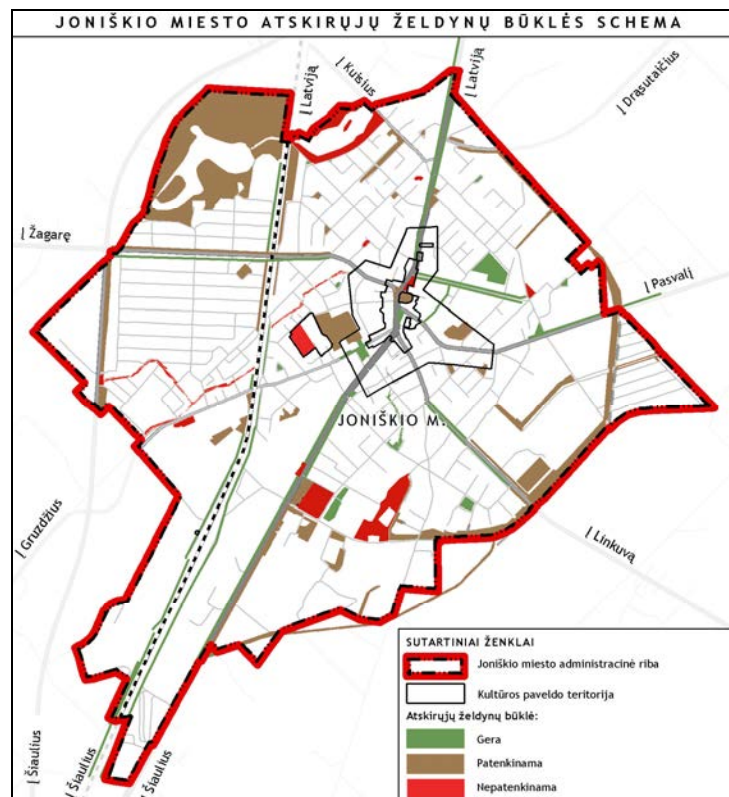 JONIŠKIO MIESTO ATSKIRŲJŲ ŽELDYNŲ BŪKLĖS SCHEMA
Į Latviją
Į Kuisius
Į Latviją
Į Drąsutaičius
Į Žagarę
Į Pasvalį
JONIŠKIO M.
Į Gruzdžius
Į Linkuvą
Į Šiaulius
Į Šiaulius
Į Šiaulius
SUTARTINIAI ŽENKLAI
Joniškio miesto administracinė riba
Kultūros paveldo teritorija
Atskirųjų želdynų būklė:
Gera
Patenkinama
Nepatenkinama